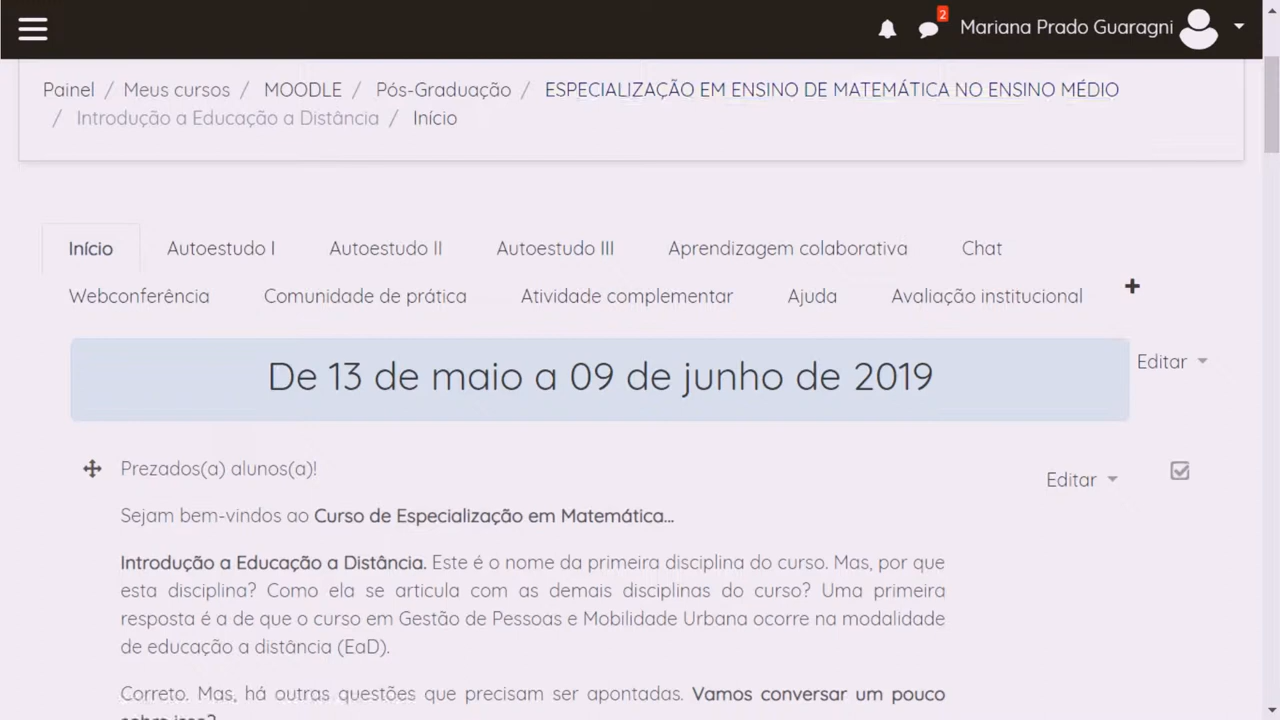 2
Mariana Prado Guaragni
Painel / Meus cursos / MOODLE / Pós-Graduação / ESPECIALIZAÇÃO EM ENSINO DE MATEMÁTICA NO ENSINO MÉDIO
/ Introdução a Educação a Distância / Início
Início Autoestudo I Autoestudo II Autoestudo III Aprendizagem colaborativa Chat
Webconferência Comunidade de prática Atividade complementar Ajuda Avaliação institucional
De 13 de maio a 09 de junho de 2019
Editar
Prezados(a) alunos(a)!
Editar
Sejam bem-vindos ao Curso de Especialização em Matemática...
Introdução a Educação a Distância. Este é o nome da primeira disciplina do curso. Mas, por que
esta disciplina? Como ela se articula com as demais disciplinas do curso? Uma primeira
resposta é a de que o curso em Gestão de Pessoas e Mobilidade Urbana ocorre na modalidade
de educação a distância (EaD).
Correto. Mas, há outras questões que precisam ser apontadas. Vamos conversar um pouco
sobre isso?